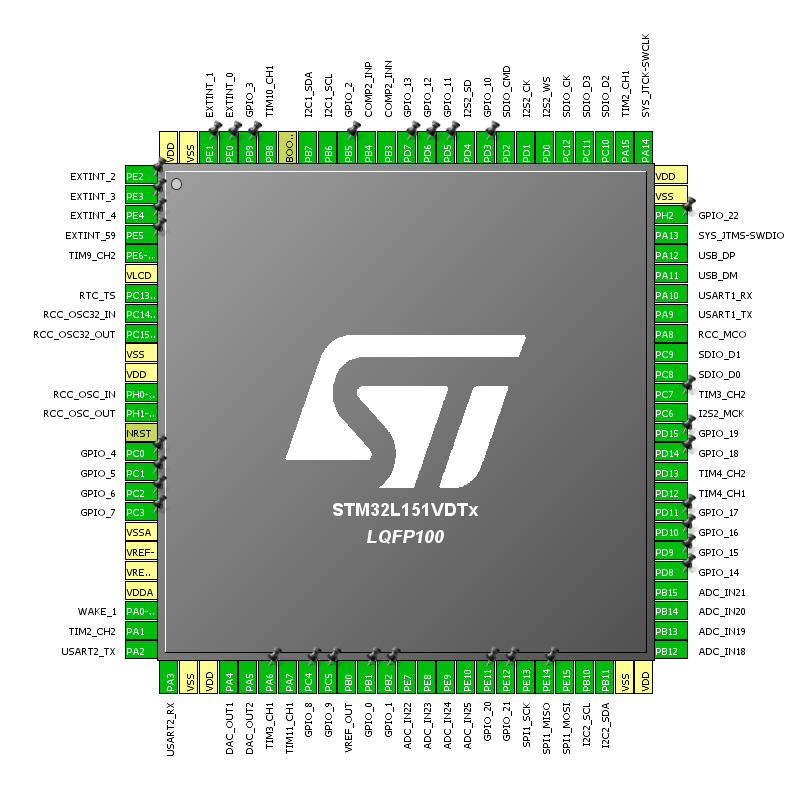 EXTINT_1
EXTINT_0
GPIO_3
TIM10_CH1
I2C1_SDA
I2C1_SCL
GPIO_2
COMP2_INP
COMP2_INN
GPIO_13
GPIO_12
GPIO_11
I2S2_SD
GPIO_10
SDIO_CMD
I2S2_CK
I2S2_WS
SDIO_CK
SDIO_D3
SDIO_D2
TIM2_CH1
SYS_JTCK-SWCLK
VDD
VSS
PE1
PE0
PB9
PB8
BOO..
PB7
PB6
PB5
PB4
PB3
PD7
PD6
PD5
PD4
PD3
PD2
PD1
PD0
PC12
PC11
PC10
PA15
PA14
EXTINT_2 PE2
EXTINT_3 PE3
EXTINT_4 PE4
EXTINT_59 PE5
TIM9_CH2 PE6-..
VLCD
RTC_TS PC13..
RCC_OSC32_IN PC14..
RCC_OSC32_OUT PC15..
VSS
VDD
RCC_OSC_IN PH0-..
RCC_OSC_OUT PH1-..
NRST
GPIO_4 PC0
GPIO_5 PC1
GPIO_6 PC2
GPIO_7 PC3
VSSA
VREF-
VRE..
VDDA
WAKE_1 PA0-..
TIM2_CH2 PA1
USART2_TX PA2
ST
STM32L151VDTx
LQFP100
VDD
VSS
PH2 GPIO_22
PA13 SYS_JTMS-SWDIO
PA12 USB_DP
PA11 USB_DM
PA10 USART1_RX
PA9 USART1_TX
PA8 RCC_MCO
PC9 SDIO_D1
PC8 SDIO_D0
PC7 TIM3_CH2
PC6 I2S2_MCK
PD15 GPIO_19
PD14 GPIO_18
PD13 TIM4_CH2
PD12 TIM4_CH1
PD11 GPIO_17
PD10 GPIO_16
PD9 GPIO_15
PD8 GPIO_14
PB15 ADC_IN21
PB14 ADC_IN20
PB13 ADC_IN19
PB12 ADC_IN18
PA3
VSS
VDD
PA4
PA5
PA6
PA7
PC4
PC5
PB0
PB1
PB2
PE7
PE8
PE9
PE10
PE11
PE12
PE13
PE14
PE15
PB10
PB11
VSS
VDD
USART2_RX
DAC_OUT1
DAC_OUT2
TIM3_CH1
TIM11_CH1
GPIO_8
GPIO_9
VREF_OUT
GPIO_0
GPIO_1
ADC_IN22
ADC_IN23
ADC_IN24
ADC_IN25
GPIO_20
GPIO_21
SPI1_SCK
SPI1_MISO
SPI1_MOSI
I2C2_SCL
I2C2_SDA